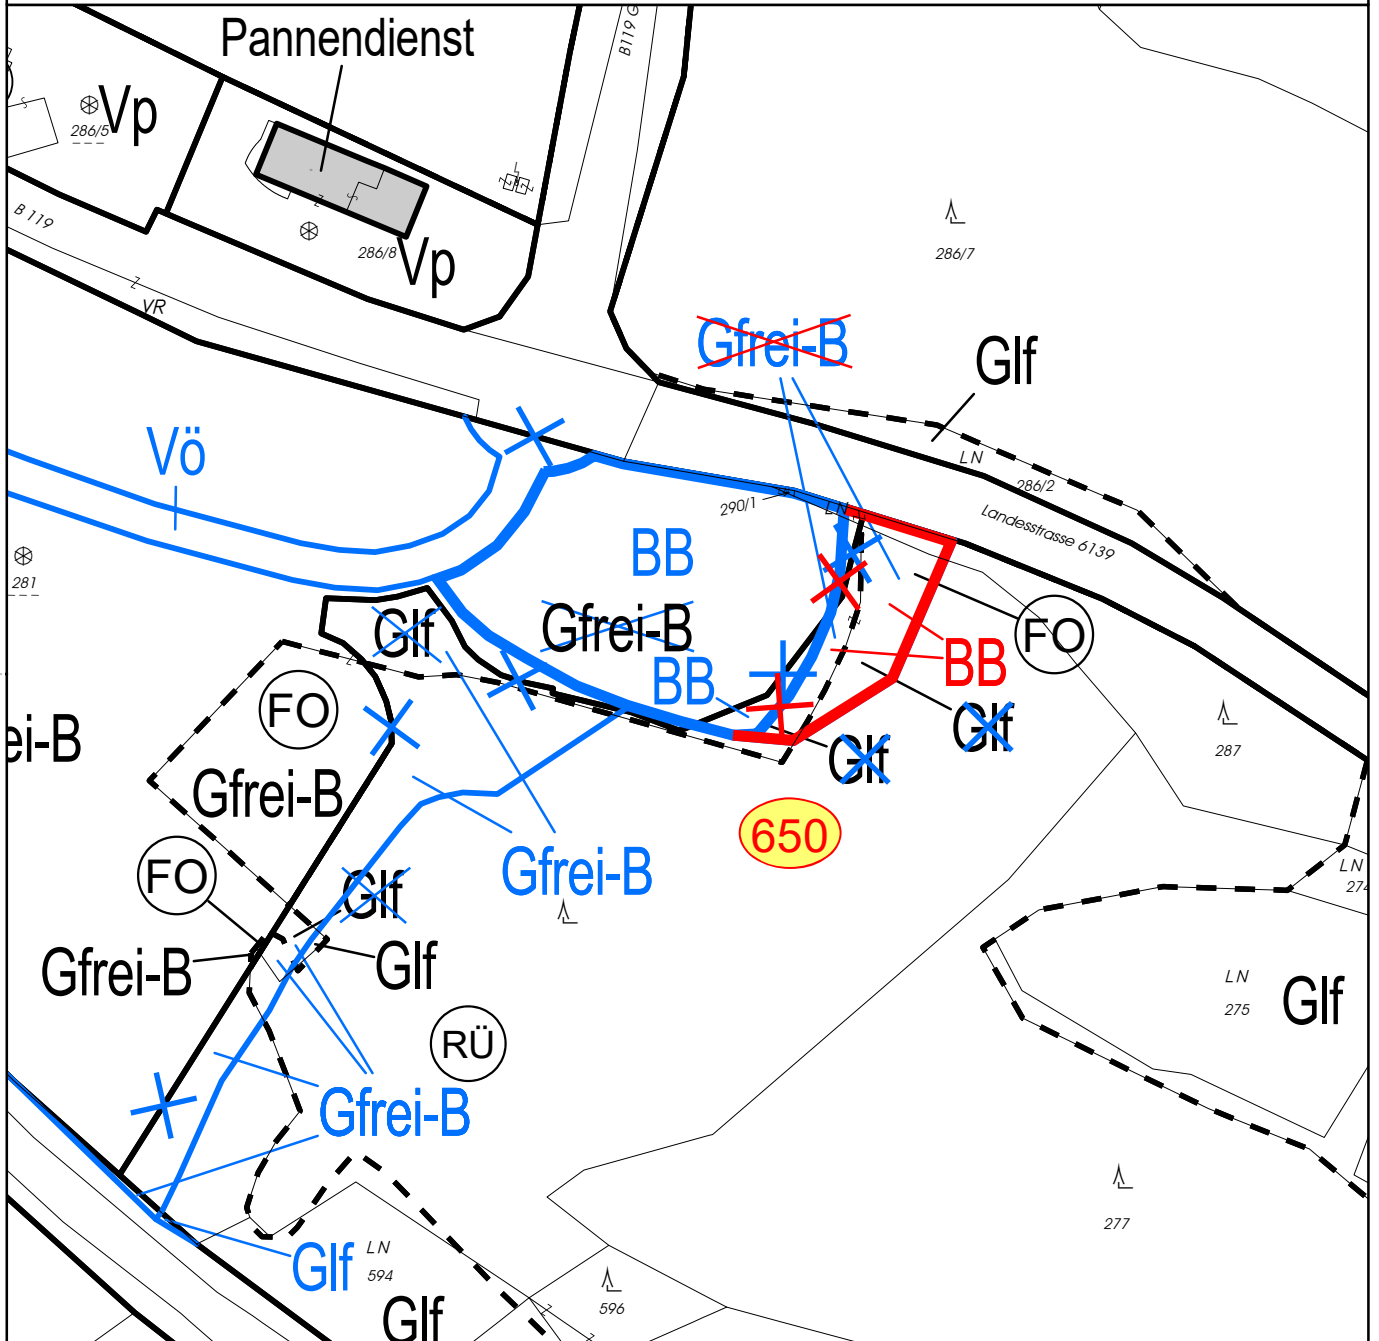 Pannendienst
B119 G
Vp
286/5
B 119
286/8
Vp
VR
286/7
Gfrei-B
Glf
LN
286/2
Landesstrasse 6139
Vö
290/1
LN
BB
281
Glf
Gfrei-B
FO
BB
BB
FO
Glf
287
ei-B
Glf
Gfrei-B
650
LN
274
FO
Gfrei-B
Glf
Gfrei-B
Glf
LN
275
Glf
RÜ
Gfrei-B
277
Glf
LN
594
596
Glf